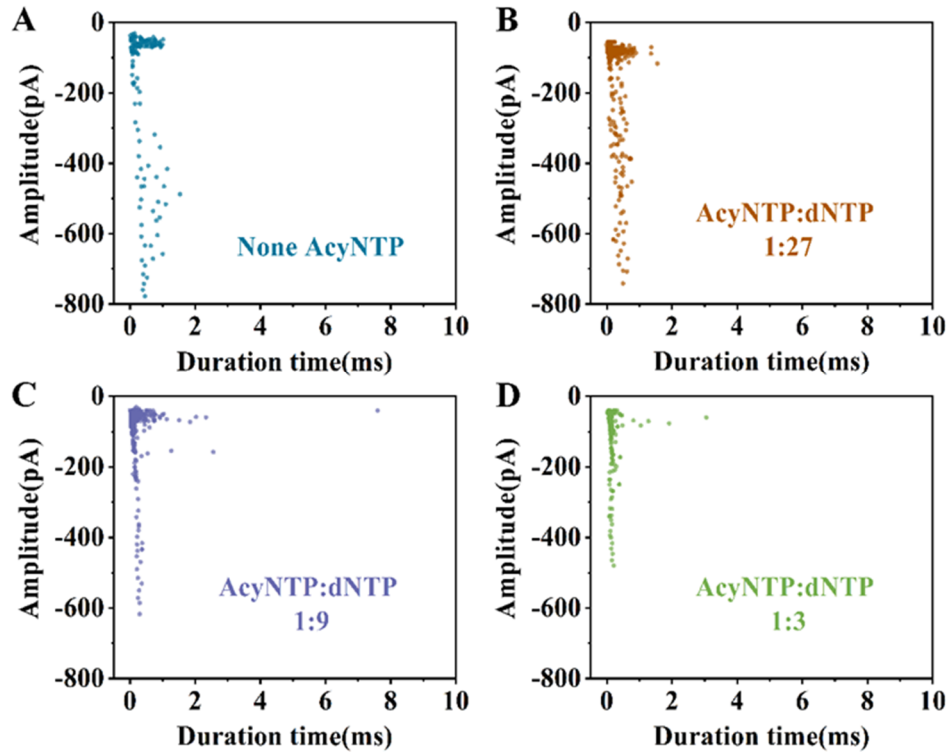 A
0
-200
-400
-600
-800
Amplitude(pA)
None AcyNTP
0 2 4 6 8 10
Duration time(ms)
B
0
-200
-400
-600
-800
Amplitude(pA)
AcyNTP:dNTP
1:27
0 2 4 6 8 10
Duration time(ms)
C
0
-200
-400
-600
-800
Amplitude(pA)
AcyNTP:dNTP
1:9
0 2 4 6 8 10
Duration time(ms)
D
0
-200
-400
-600
-800
Amplitude(pA)
AcyNTP:dNTP
1:3
0 2 4 6 8 10
Duration time(ms)